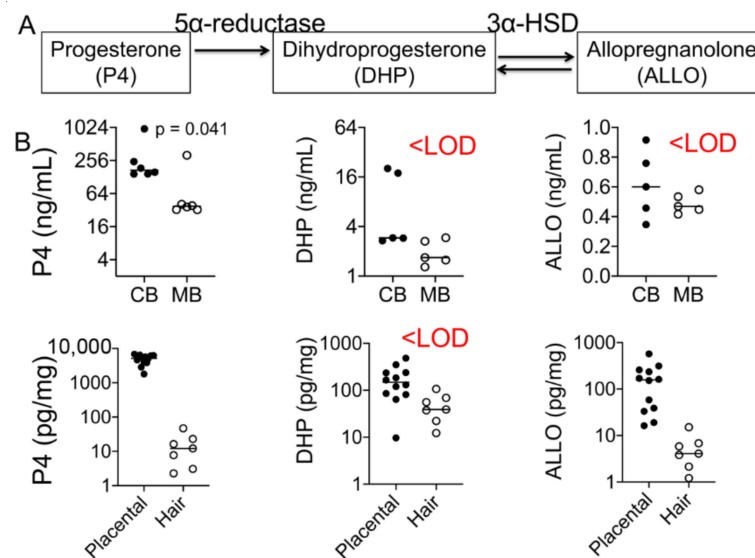 A
5α-reductase
3α-HSD
Progesterone
(P4)
Dihydroprogesterone
(DHP)
Allopregnanolone
(ALLO)
B
P4 (ng/mL)
1024
256
64
16
4
p = 0.041
CB MB
DHP (ng/mL)
64
16
4
1
<LOD
CB MB
ALLO (ng/mL)
1.0
0.8
0.6
0.4
0.2
0.0
<LOD
CB MB
P4 (pg/mg)
10,000
1000
100
10
1
Placental Hair
DHP (pg/mg)
1000
100
10
1
<LOD
Placental Hair
ALLO (pg/mg)
1000
100
10
1
Placental Hair